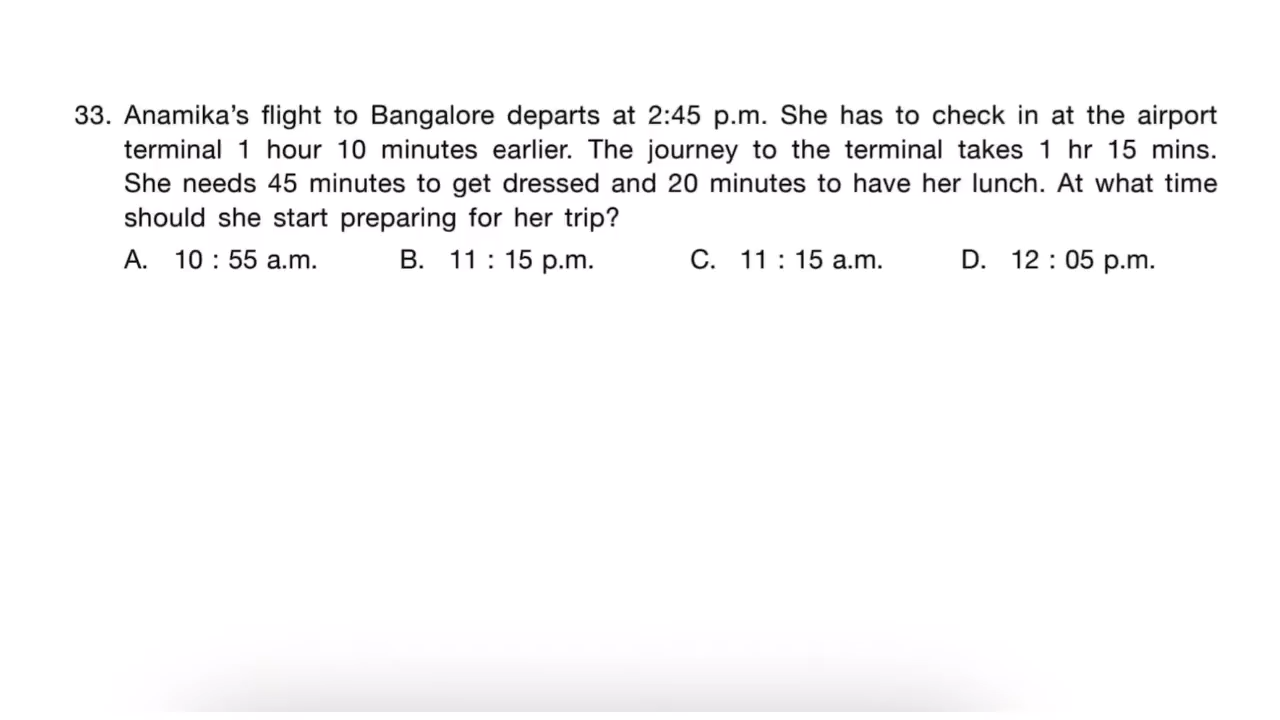 33. Anamika’s flight to Bangalore departs at 2:45 p.m. She has to check in at the airport
terminal 1 hour 10 minutes earlier. The journey to the terminal takes 1 hr 15 mins.
She needs 45 minutes to get dressed and 20 minutes to have her lunch. At what time
should she start preparing for her trip?
A. 10 : 55 a.m. B. 11 : 15 p.m. C. 11 : 15 a.m. D. 12 : 05 p.m.